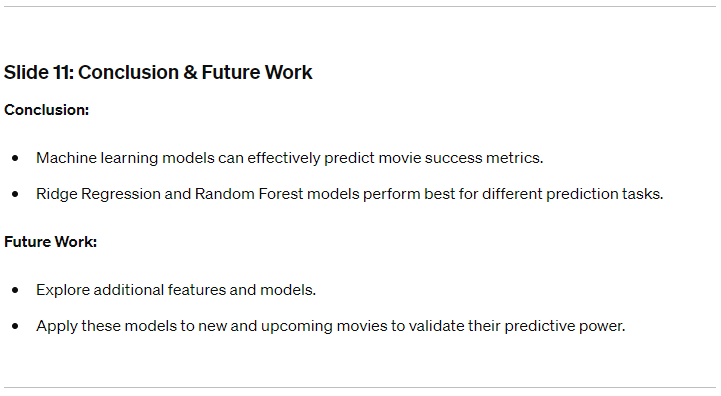 Slide 11: Conclusion & Future Work
Conclusion:
• Machine learning models can effectively predict movie success metrics.
• Ridge Regression and Random Forest models perform best for different prediction tasks.
Future Work:
• Explore additional features and models.
• Apply these models to new and upcoming movies to validate their predictive power.